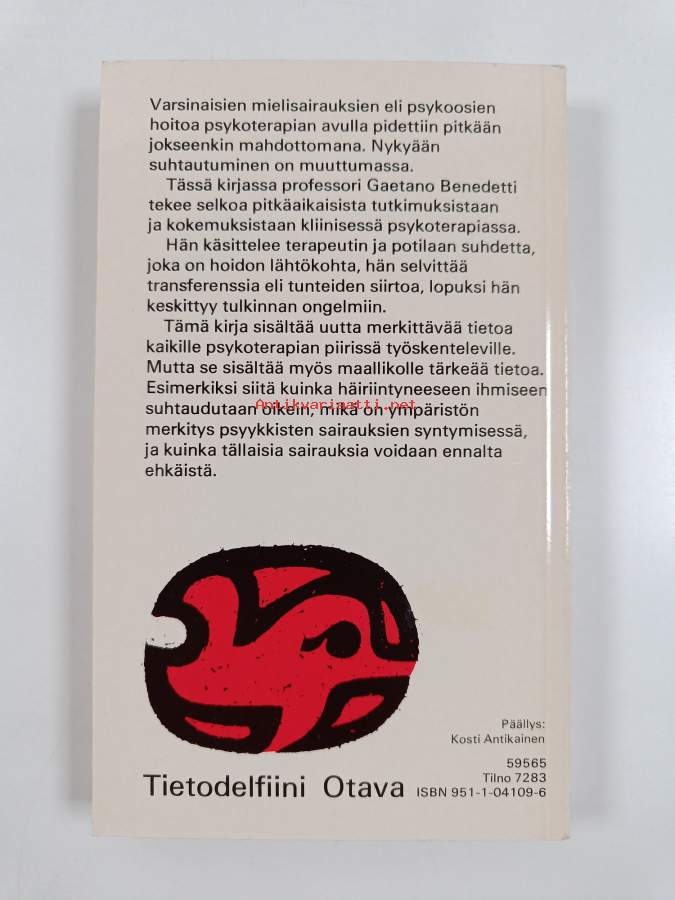 Varsinaisien mielisairauksien eli psykoosien
hoitoa psykoterapian avulla pidettiin pitkään
jokseenkin mahdottomana. Nykyään
suhtautuminen on muuttumassa.
Tässä kirjassa professori Gaetano Benedetti
tekee selkoa pitkäaikaisista tutkimuksistaan
ja kokemuksistaan kliinisessä psykoterapiassa.
Hän käsittelee terapeutin ja potilaan suhdetta,
joka on hoidon lähtökohta, hän selvittää
transferenssia eli tunteiden siirtoa, lopuksi hän
keskittyy tulkinnan ongelmiin.
Tämä kirja sisältää uutta merkittävää tietoa
kaikille psykoterapian piirissä työskenteleville.
Mutta se sisältää myös maallikolle tärkeää tietoa.
Esimerkiksi siitä kuinka häiriintyneeseen ihmiseen
suhtaudutaan oikein, mikä on ympäristön
Antikvariaatti.net
merkitys psyykkisten sairauksien syntymisessä,
ja kuinka tällaisia sairauksia voidaan ennalta
ehkäistä.
Päällys:
Kosti Antikainen
59565
Tilno 7283
Tietodelfiini Otava ISBN 951-1-04109-6